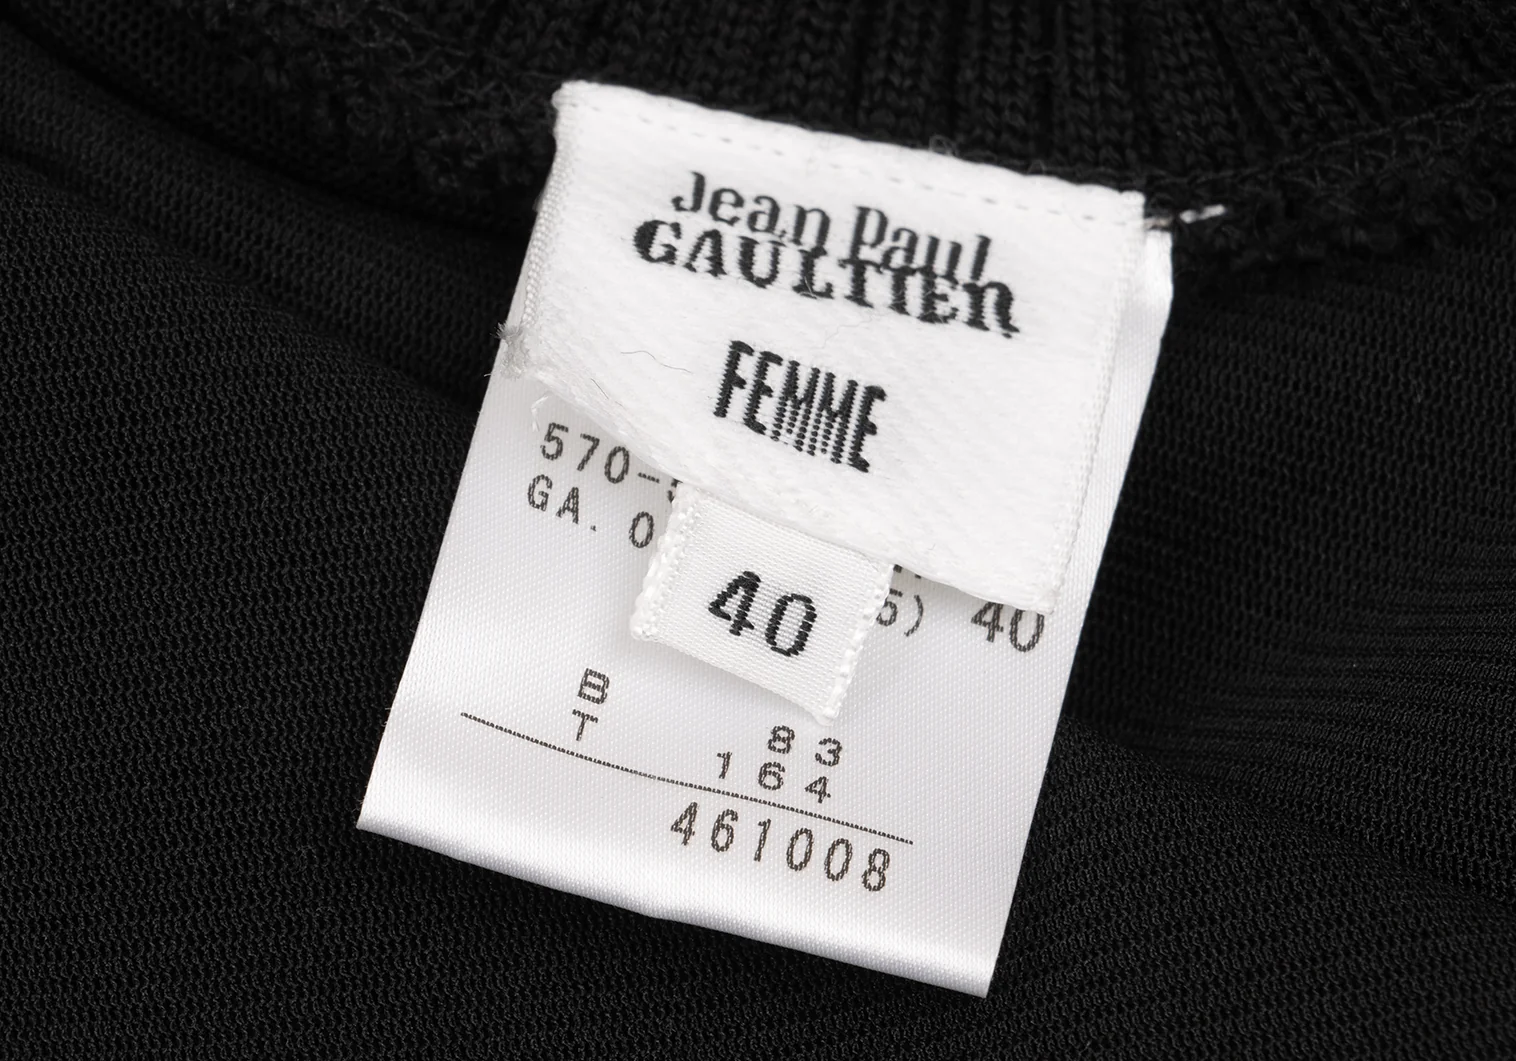 Jean Paul
GAULTIER
FEMME
570-
GA. 0
5) 40
40
B 83
T 164
461008